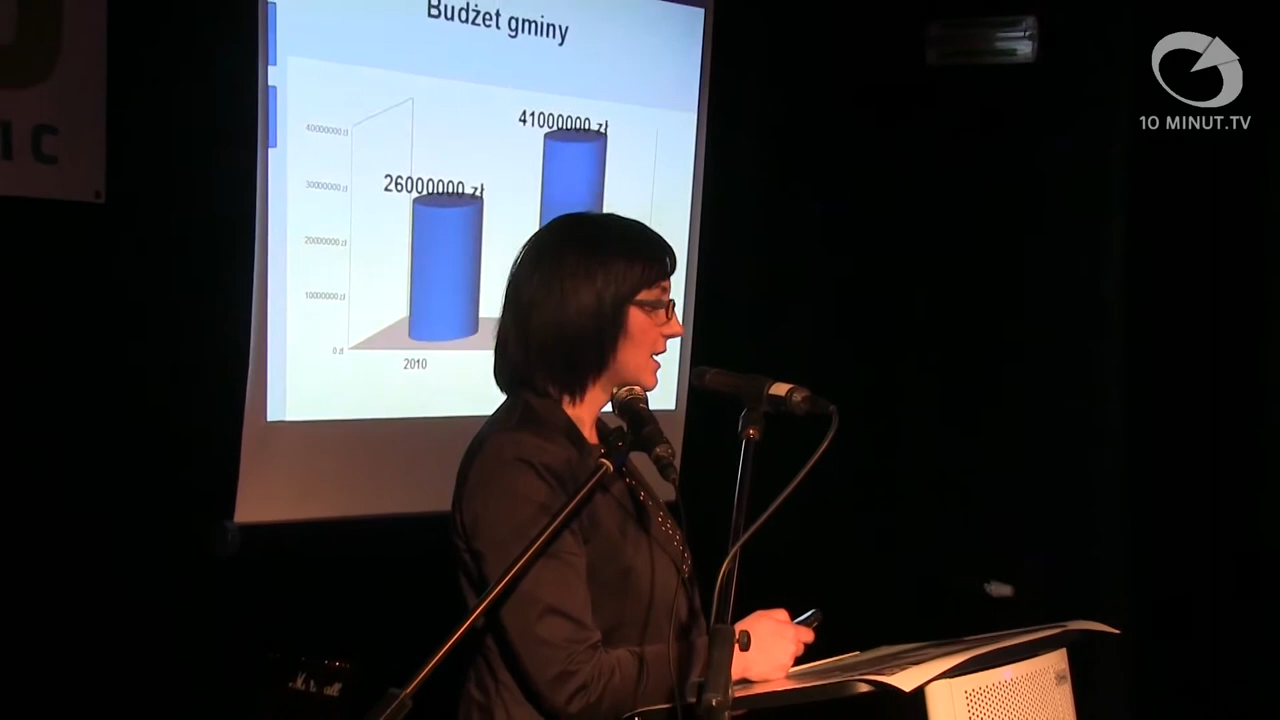 Budżet gminy
10 MINUT.TV
41000000 zł
40000000 zł
26000000 zł
30000000 zł
20000000 zł
10000000 zł
0 zł
2010
IC